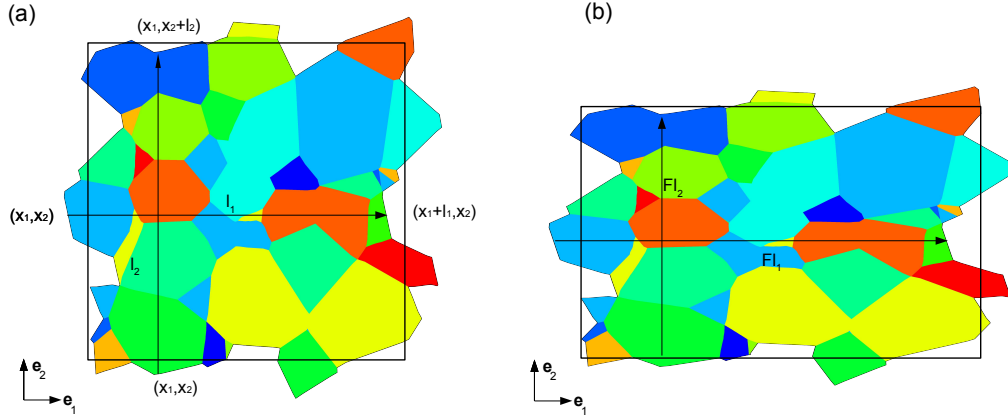 (a)
(x₁,x₂+l₂)
l₁
(x₁,x₂)
(x₁+l₁,x₂)
l₂
(x₁,x₂)
e₂
e₁
(b)
Fl₂
Fl₁
e₂
e₁